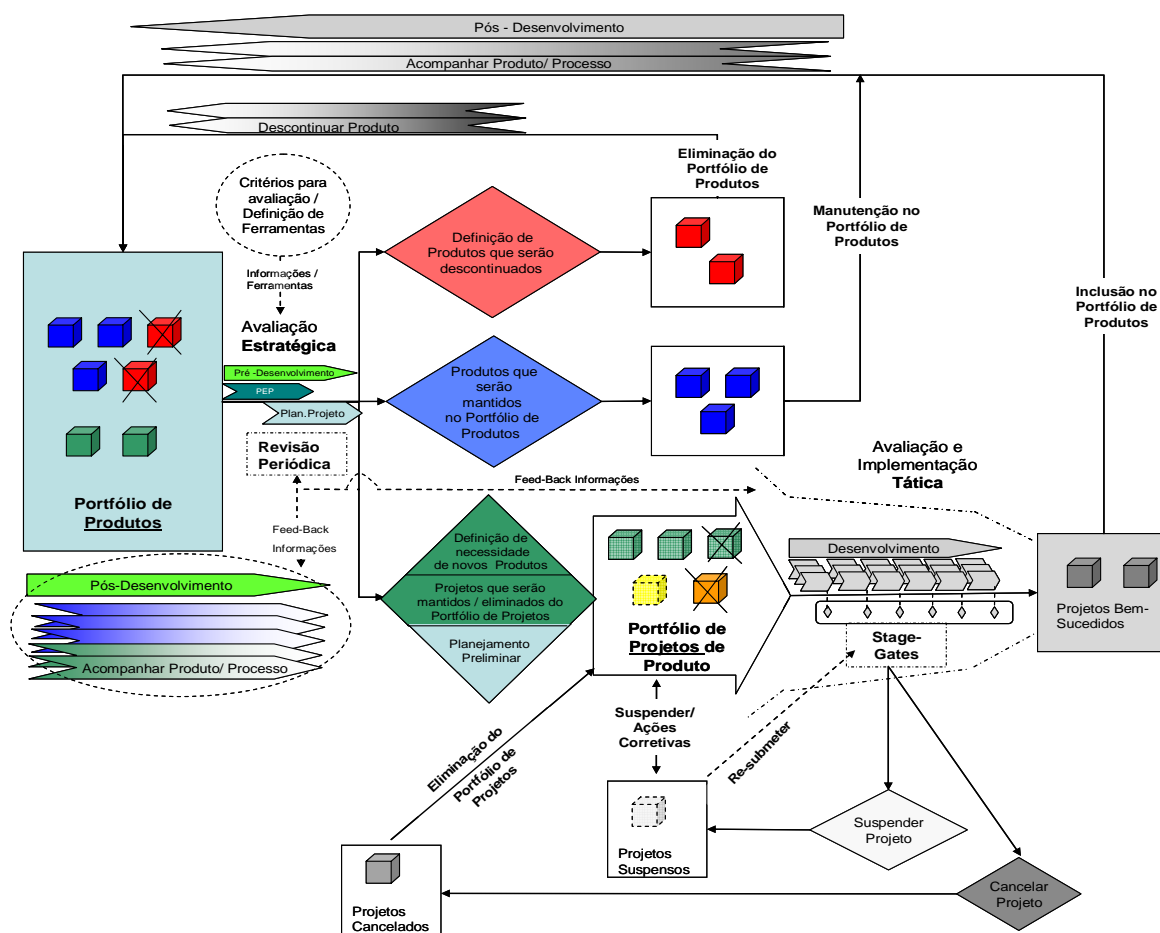 Pós - Desenvolvimento
Acompanhar Produto/ Processo
Descontinuar Produto
Eliminação do
Portfólio de
Produtos
Critérios para
avaliação /
Definição de
Ferramentas
Manutenção no
Portfólio de
Produtos
Definição de
Produtos que serão
descontinuados
Informações /
Ferramentas
Inclusão no
Portfólio de
Produtos
Avaliação
Estratégica
Pré -Desenvolvimento
PEP
Plan.Projeto
Produtos que
serão
mantidos
no Portfólio de
Produtos
Revisão
Periódica
Avaliação e
Implementação
Tática
Feed-Back Informações
Portfólio de
Produtos
Feed-Back
Informações
Definição de
necessidade
de novos Produtos
Projetos que serão
mantidos / eliminados do
Portfólio de Projetos
Planejamento
Preliminar
Desenvolvimento
Pós-Desenvolvimento
Acompanhar Produto/ Processo
Portfólio de
Projetos de
Produto
Stage-
Gates
Projetos Bem-
Sucedidos
Suspender/
Ações
Corretivas
Re-submeter
Eliminação do
Portfólio de
Projetos
Suspender
Projeto
Projetos
Suspensos
Cancelar
Projeto
Projetos
Cancelados